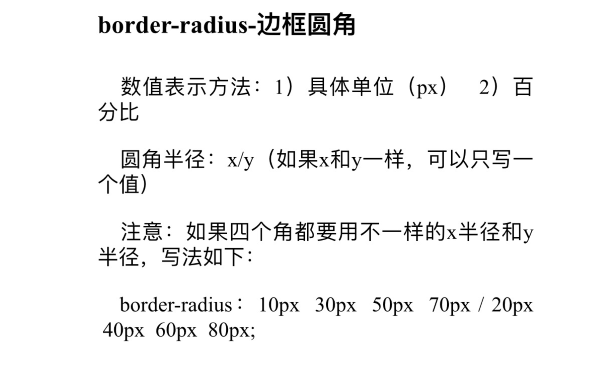 border-radius-边框圆角
数值表示方法：1）具体单位（px） 2）百
分比
圆角半径：x/y（如果x和y一样，可以只写一
个值）
注意：如果四个角都要用不一样的x半径和y
半径，写法如下：
border-radius：10px 30px 50px 70px / 20px
40px 60px 80px;